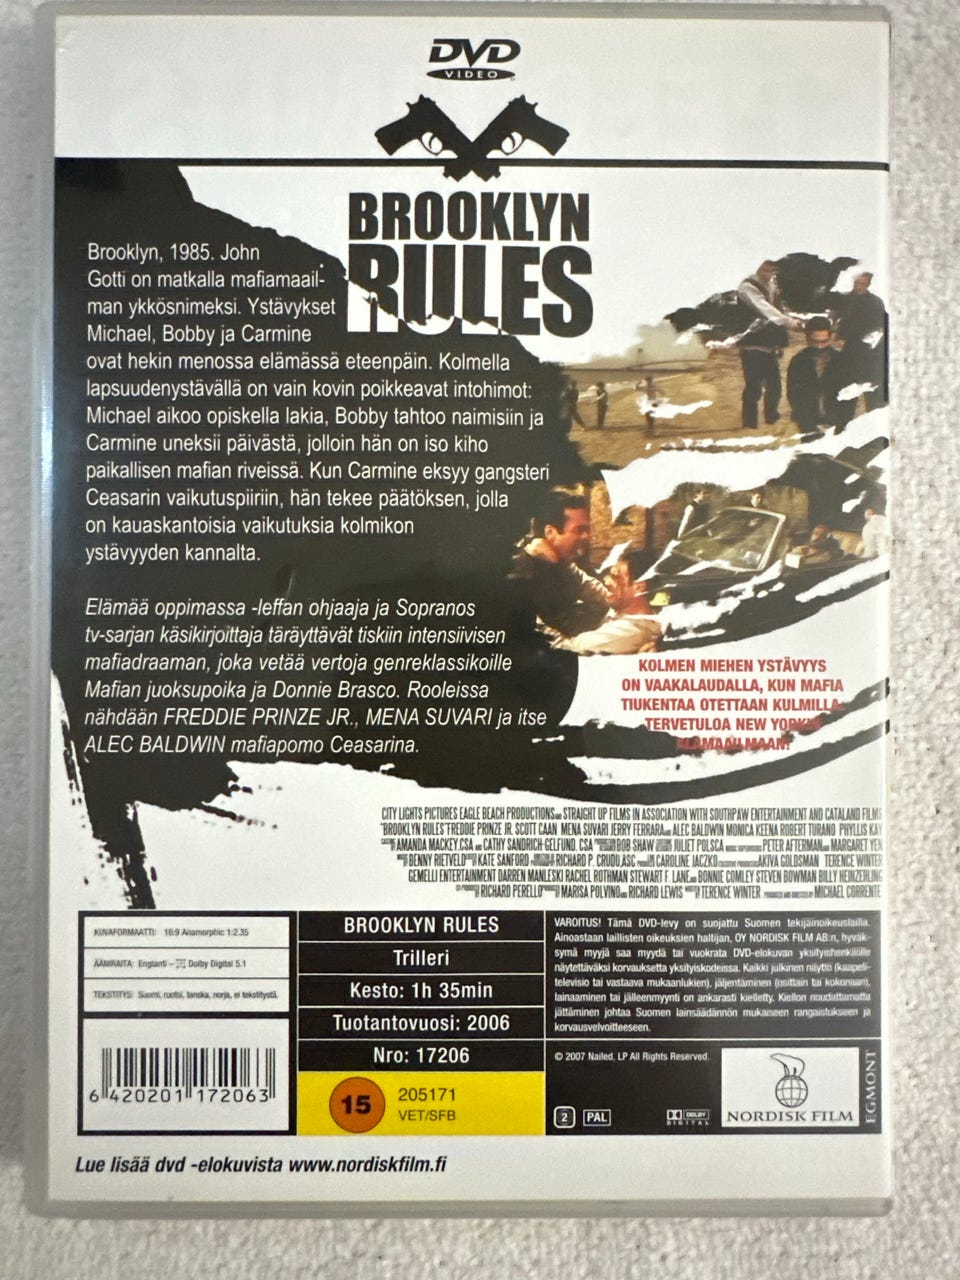 DVD
VIDEO
BROOKLYN
RULES
Brooklyn, 1985. John
Gotti on matkalla mafiamaail-
man ykkösnimeksi. Ystävykset
Michael, Bobby ja Carmine
ovat hekin menossa elämässä eteenpäin. Kolmella
lapsuudenystävällä on vain kovin poikkeavat intohimot:
Michael aikoo opiskella lakia, Bobby tahtoo naimisiin ja
Carmine uneksii päivästä, jolloin hän on iso kiho
paikallisen mafian riveissä. Kun Carmine eksyy gangsteri
Ceasarin vaikutuspiiriin, hän tekee päätöksen, jolla
on kauaskantoisia vaikutuksia kolmikon
ystävyyden kannalta.
Elämää oppimassa -leffan ohjaaja ja Sopranos
tv-sarjan käsikirjoittaja täräyttävät tiskiin intensiivisen
mafiadraaman, joka vetää vertoja genreklassikoille
Mafian juoksupoika ja Donnie Brasco. Rooleissa
nähdään FREDDIE PRINZE JR., MENA SUVARI ja itse
ALEC BALDWIN mafiapomo Ceasarina.
KOLMEN MIEHEN YSTÄVYYS
ON VAAKALAUDALLA, KUN MAFIA
TIUKENTAA OTETTAAN KULMILLA.
TERVETULOA NEW YORKIN
ALAMAAILMAAN!
CITY LIGHTS PICTURES EAGLE BEACH PRODUCTIONS AND STRAIGHT UP FILMS IN ASSOCIATION WITH SOUTHPAW ENTERTAINMENT AND CATALAND FILMS
"BROOKLYN RULES" FREDDIE PRINZE JR. SCOTT CAAN MENA SUVARI JERRY FERRARA AND ALEC BALDWIN MONICA KEENA ROBERT TURANO PHYLLIS KAY
AMANDA MACKEY, CSA AND CATHY SANDRICH-GELFUND, CSA BOB SHAW JULIET POLSCA MUSIC SUPERVISORS PETER AFTERMAN AND MARGARET YEN
BENNY RIETVELD KATE SANFORD RICHARD P. CRUDO, ASC CAROLINE JACZKO EXECUTIVE PRODUCERS AKIVA GOLDSMAN TERENCE WINTER
GEMELLI ENTERTAINMENT DARREN MANLESKI RACHEL ROTHMAN STEWART F. LANE AND BONNIE COMLEY STEVEN BOWMAN BILLY HEINZERLING
RICHARD PERELLO MARISA POLVINO AND RICHARD LEWIS TERENCE WINTER PRODUCED AND DIRECTED BY MICHAEL CORRENTE
KUVAFORMAATTI: 16:9 Anamorphic 1:2.35
ÄÄNIRAITA: Englanti – Dolby Digital 5.1
TEKSTITYS: Suomi, ruotsi, tanska, norja, ei tekstitystä.
6 420201 172063
BROOKLYN RULES
Trilleri
Kesto: 1h 35min
Tuotantovuosi: 2006
Nro: 17206
15
205171
VET/SFB
VAROITUS! Tämä DVD-levy on suojattu Suomen tekijäinoikeuslailla.
Ainoastaan laillisten oikeuksien haltijan, OY NORDISK FILM AB:n, hyväk-
symä myyjä saa myydä tai vuokrata DVD-elokuvan yksityishenkilölle
näytettäväksi korvauksetta yksityiskodeissa. Kaikki julkinen näyttö (kaapeli-
televisio tai vastaava mukaanlukien), jäljentäminen (osittain tai kokonaan),
lainaaminen tai jälleenmyynti on ankarasti kielletty. Kiellon noudattamatta
jättäminen johtaa Suomen lainsäädännön mukaiseen rangaistukseen ja
korvausvelvoitteeseen.
© 2007 Nailed, LP All Rights Reserved.
2
PAL
DOLBY
DIGITAL
NORDISK FILM
EGMONT
Lue lisää dvd -elokuvista www.nordiskfilm.fi